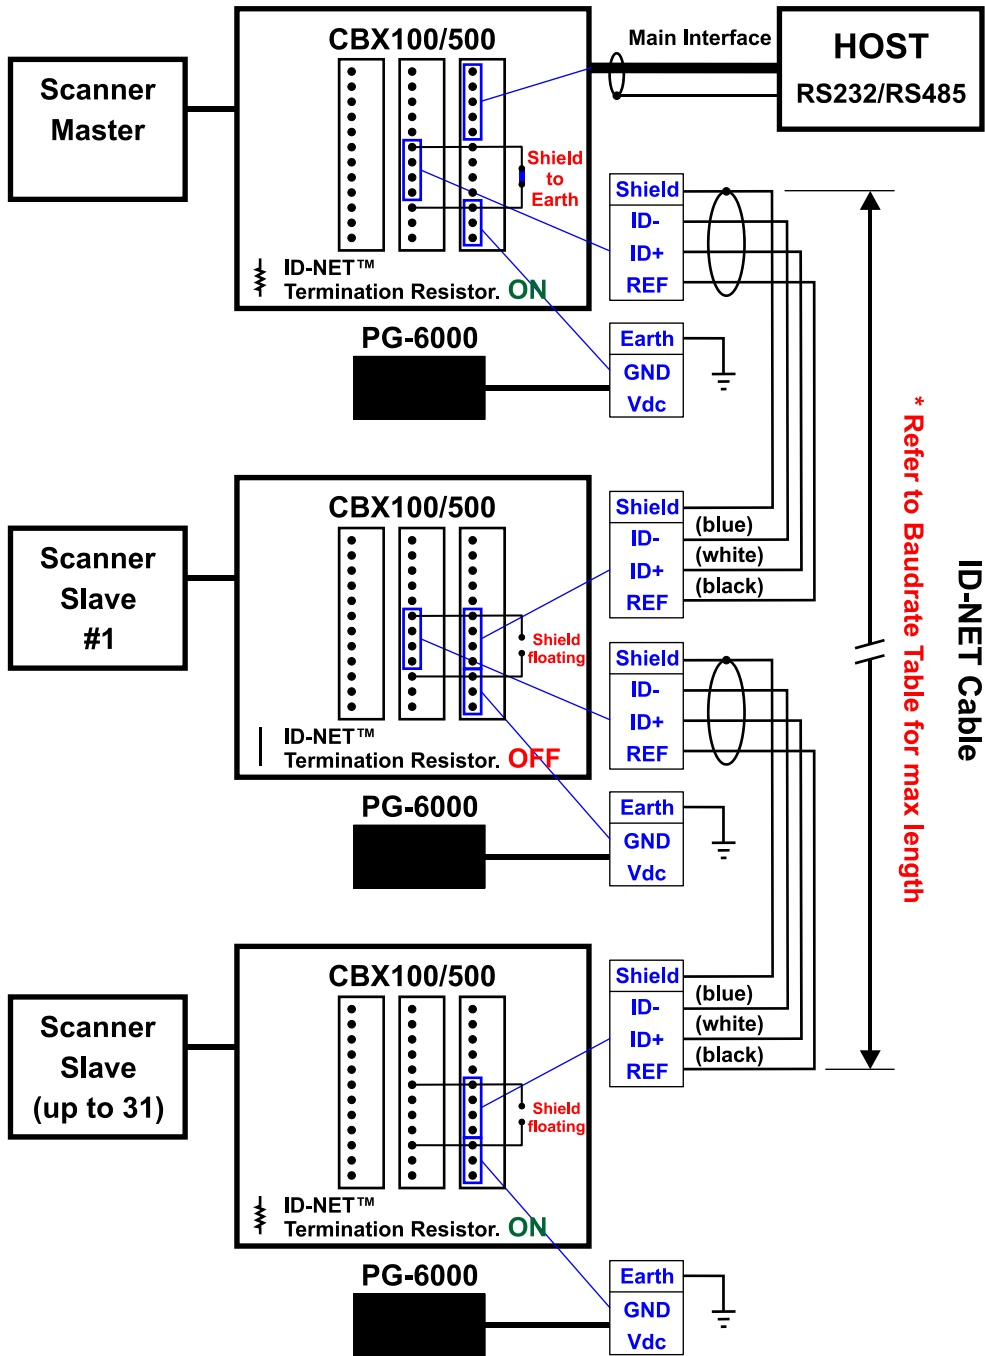 CBX100/500
Main Interface
HOST
RS232/RS485
Scanner
Master
Shield
to
Earth
Shield
ID-
ID+
REF
ID-NET™
Termination Resistor. ON
PG-6000
Earth
GND
Vdc
CBX100/500
Scanner
Slave
#1
Shield
floating
Shield
ID-
(blue)
ID+
(white)
REF
(black)
Shield
ID-
ID+
REF
ID-NET™
Termination Resistor. OFF
PG-6000
Earth
GND
Vdc
* Refer to Baudrate Table for max length
ID-NET Cable
CBX100/500
Scanner
Slave
(up to 31)
Shield
floating
Shield
ID-
(blue)
ID+
(white)
REF
(black)
ID-NET™
Termination Resistor. ON
PG-6000
Earth
GND
Vdc